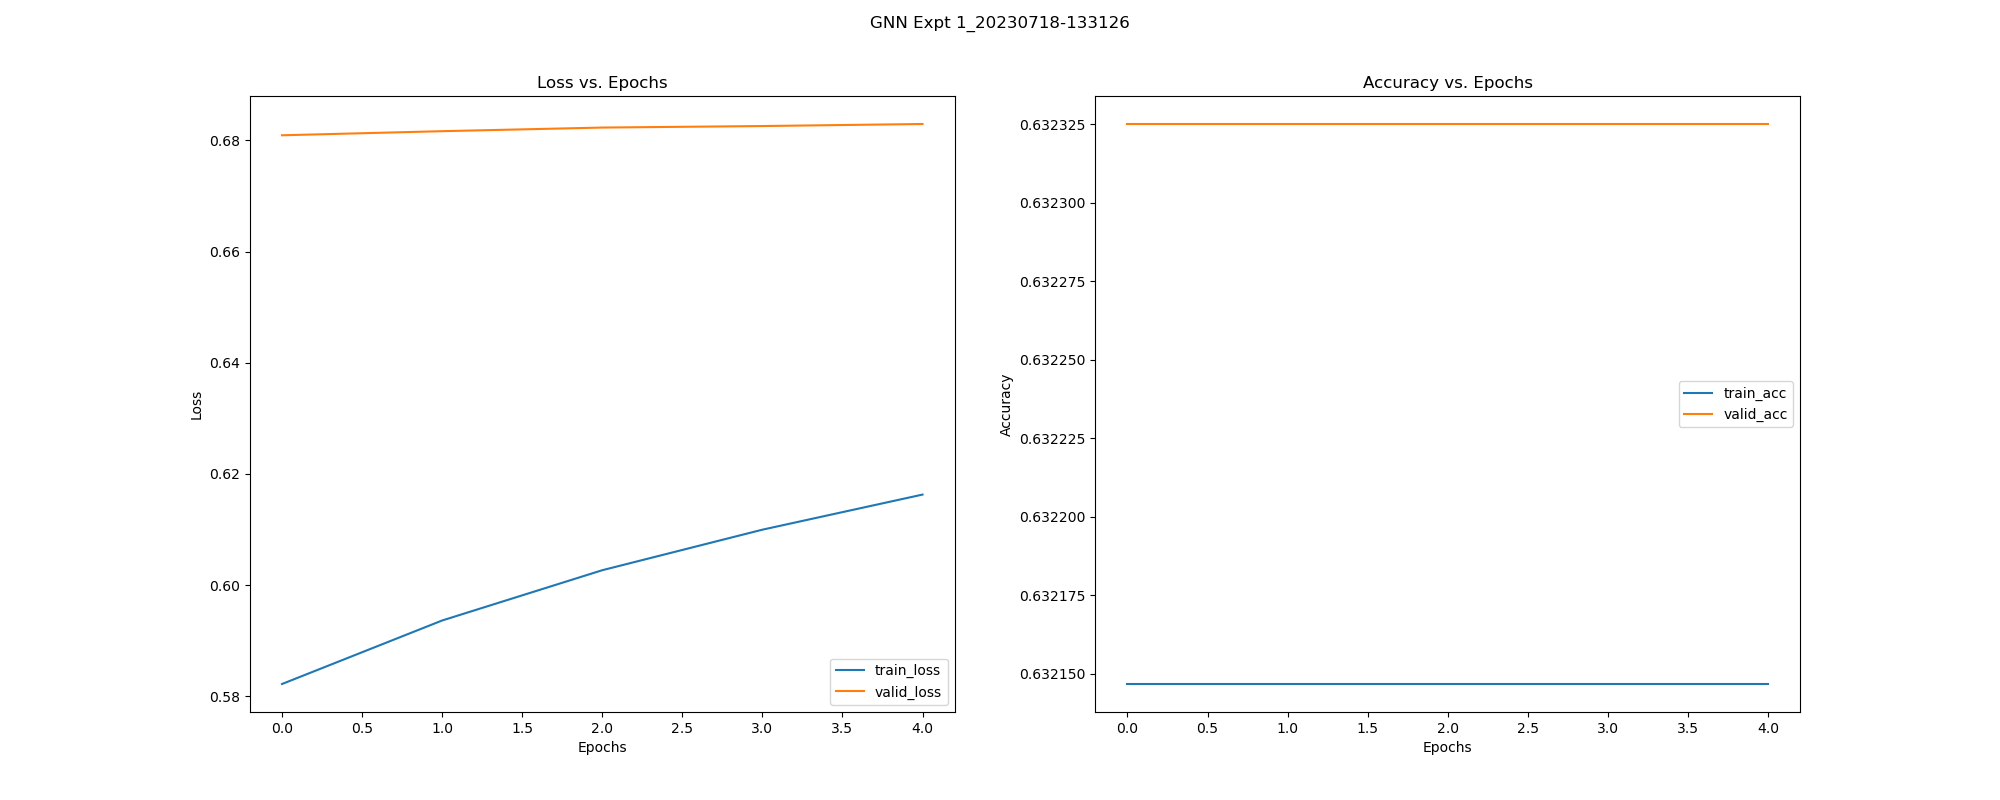 GNN Expt 1_20230718-133126
Loss vs. Epochs
0.68
0.66
0.64
0.62
0.60
0.58
Loss
0.0 0.5 1.0 1.5 2.0 2.5 3.0 3.5 4.0
Epochs
train_loss
valid_loss
Accuracy vs. Epochs
0.632325
0.632300
0.632275
0.632250
0.632225
0.632200
0.632175
0.632150
Accuracy
0.0 0.5 1.0 1.5 2.0 2.5 3.0 3.5 4.0
Epochs
train_acc
valid_acc